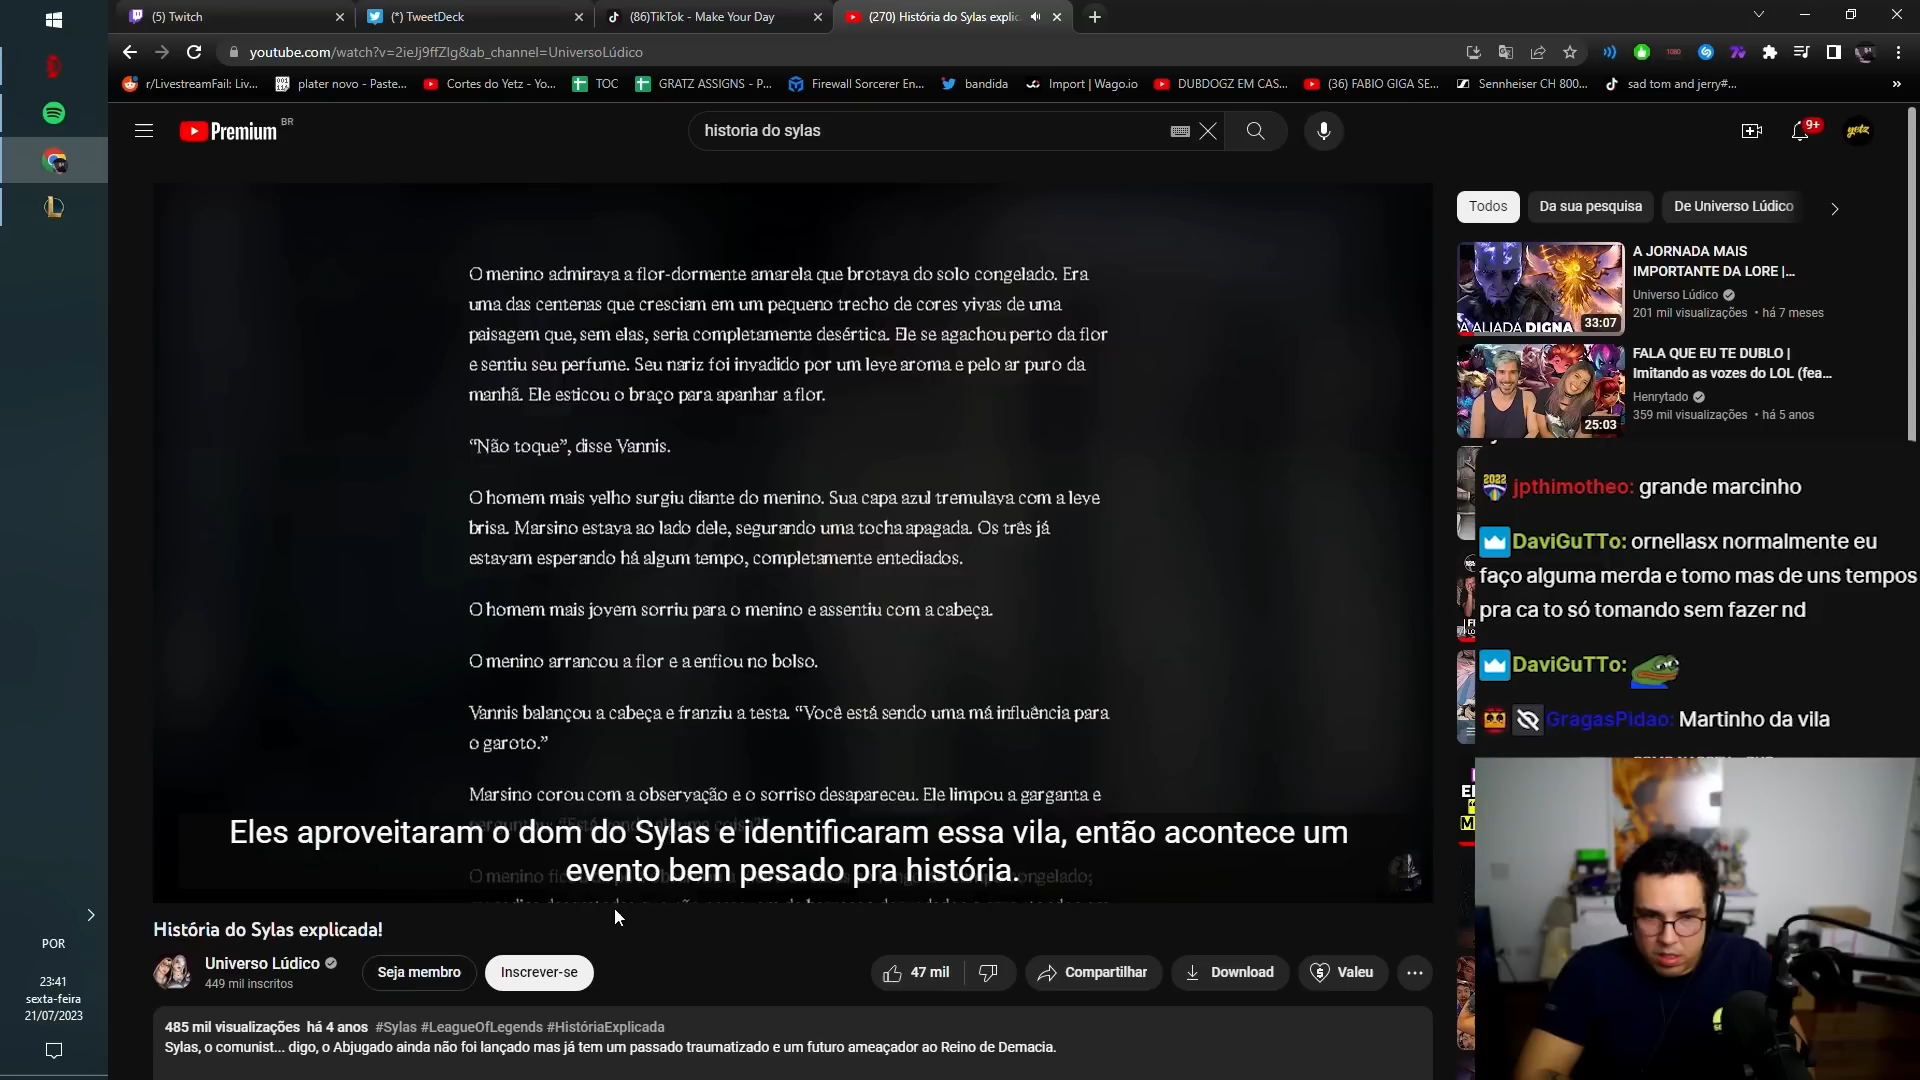 (5) Twitch
(*) TweetDeck
(86)TikTok - Make Your Day
(270) História do Sylas explic
youtube.com/watch?v=2ieJj9ffZlg&ab_channel=UniversoLúdico
r/LivestreamFail: Liv...
plater novo - Paste...
Cortes do Yetz - Yo...
TOC
GRATZ ASSIGNS - P...
Firewall Sorcerer En...
bandida
Import | Wago.io
DUBDOGZ EM CAS...
(36) FABIO GIGA SE...
Sennheiser CH 800...
sad tom and jerry#...
Premium BR
historia do sylas
9+
yetz
O menino admirava a flor-dormente amarela que brotava do solo congelado. Era
uma das centenas que cresciam em um pequeno trecho de cores vivas de uma
paisagem que, sem elas, seria completamente desértica. Ele se agachou perto da flor
e sentiu seu perfume. Seu nariz foi invadido por um leve aroma e pelo ar puro da
manhã. Ele esticou o braço para apanhar a flor.
“Não toque”, disse Vannis.
O homem mais velho surgiu diante do menino. Sua capa azul tremulava com a leve
brisa. Marsino estava ao lado dele, segurando uma tocha apagada. Os três já
estavam esperando há algum tempo, completamente entediados.
O homem mais jovem sorriu para o menino e assentiu com a cabeça.
O menino arrancou a flor e a enfiou no bolso.
Vannis balançou a cabeça e franziu a testa. “Você está sendo uma má influência para
o garoto.”
Marsino corou com a observação e o sorriso desapareceu. Ele limpou a garganta e
Eles aproveitaram o dom do Sylas e identificaram essa vila, então acontece um
evento bem pesado pra história.
O menino
ongelado;
História do Sylas explicada!
Universo Lúdico
449 mil inscritos
Seja membro
Inscrever-se
47 mil
Compartilhar
Download
Valeu
485 mil visualizações há 4 anos #Sylas #LeagueOfLegends #HistóriaExplicada
Sylas, o comunist... digo, o Abjugado ainda não foi lançado mas já tem um passado traumatizado e um futuro ameaçador ao Reino de Demacia.
Todos
Da sua pesquisa
De Universo Lúdico
A ALIADA DIGNA
33:07
A JORNADA MAIS
IMPORTANTE DA LORE |...
Universo Lúdico
201 mil visualizações • há 7 meses
25:03
FALA QUE EU TE DUBLO |
Imitando as vozes do LOL (fea...
Henrytado
359 mil visualizações • há 5 anos
2022
jpthimotheo: grande marcinho
DaviGuTTo: ornellasx normalmente eu
faço alguma merda e tomo mas de uns tempos
pra ca to só tomando sem fazer nd
DaviGuTTo:
GragasPidao: Martinho da vila
POR
23:41
sexta-feira
21/07/2023